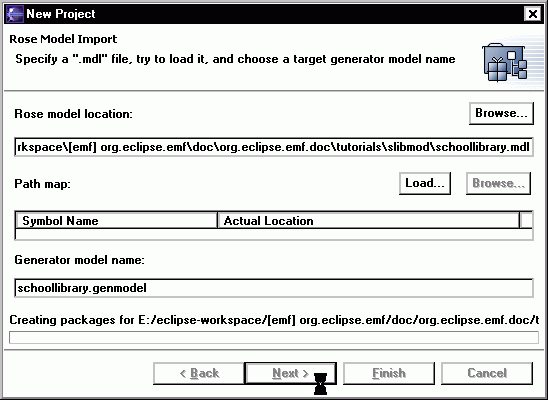 New Project
Rose Model Import
Specify a ".mdl" file, try to load it, and choose a target generator model name
Rose model location:
Browse...
rkspace\[emf] org.eclipse.emf\doc\org.eclipse.emf.doc\tutorials\slibmod\schoollibrary.mdl
Path map:
Load...
Browse...
Symbol Name
Actual Location
Generator model name:
schoollibrary.genmodel
Creating packages for E:/eclipse-workspace/[emf] org.eclipse.emf/doc/org.eclipse.emf.doc/t
< Back
Next >
Finish
Cancel